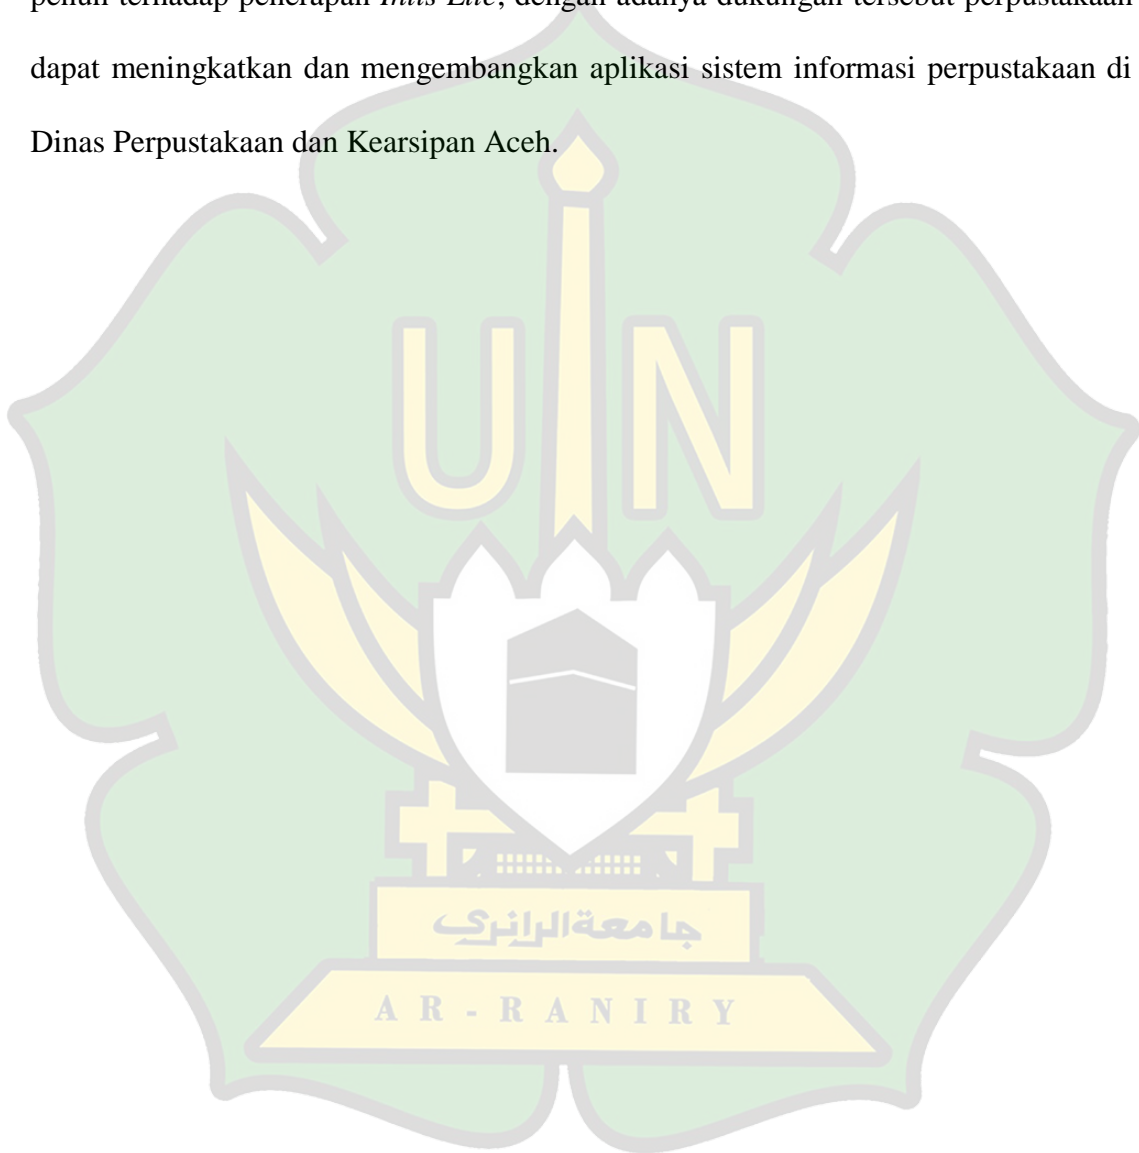 penuh terhadap penerapan Inlis Lite, dengan adanya dukungan tersebut perpustakaan
dapat meningkatkan dan mengembangkan aplikasi sistem informasi perpustakaan di
Dinas Perpustakaan dan Kearsipan Aceh.
UIN
جامعة الرانري
AR-RANIRY